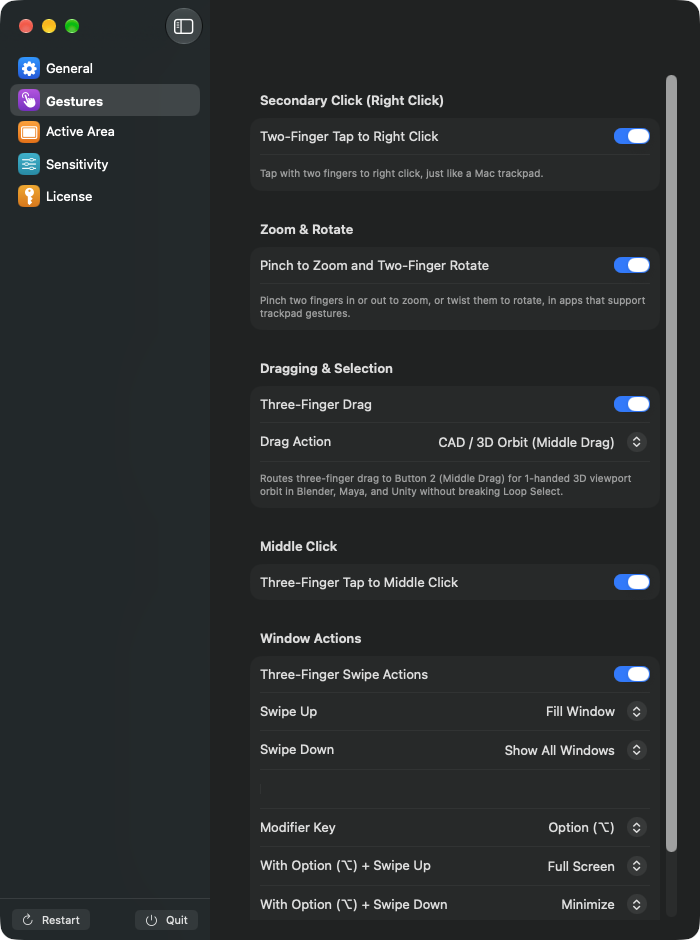 General
Gestures
Active Area
Sensitivity
License
Restart
Quit
Secondary Click (Right Click)
Two-Finger Tap to Right Click
Tap with two fingers to right click, just like a Mac trackpad.
Zoom & Rotate
Pinch to Zoom and Two-Finger Rotate
Pinch two fingers in or out to zoom, or twist them to rotate, in apps that support
trackpad gestures.
Dragging & Selection
Three-Finger Drag
Drag Action CAD / 3D Orbit (Middle Drag)
Routes three-finger drag to Button 2 (Middle Drag) for 1-handed 3D viewport
orbit in Blender, Maya, and Unity without breaking Loop Select.
Middle Click
Three-Finger Tap to Middle Click
Window Actions
Three-Finger Swipe Actions
Swipe Up Fill Window
Swipe Down Show All Windows
Modifier Key Option (⌥)
With Option (⌥) + Swipe Up Full Screen
With Option (⌥) + Swipe Down Minimize